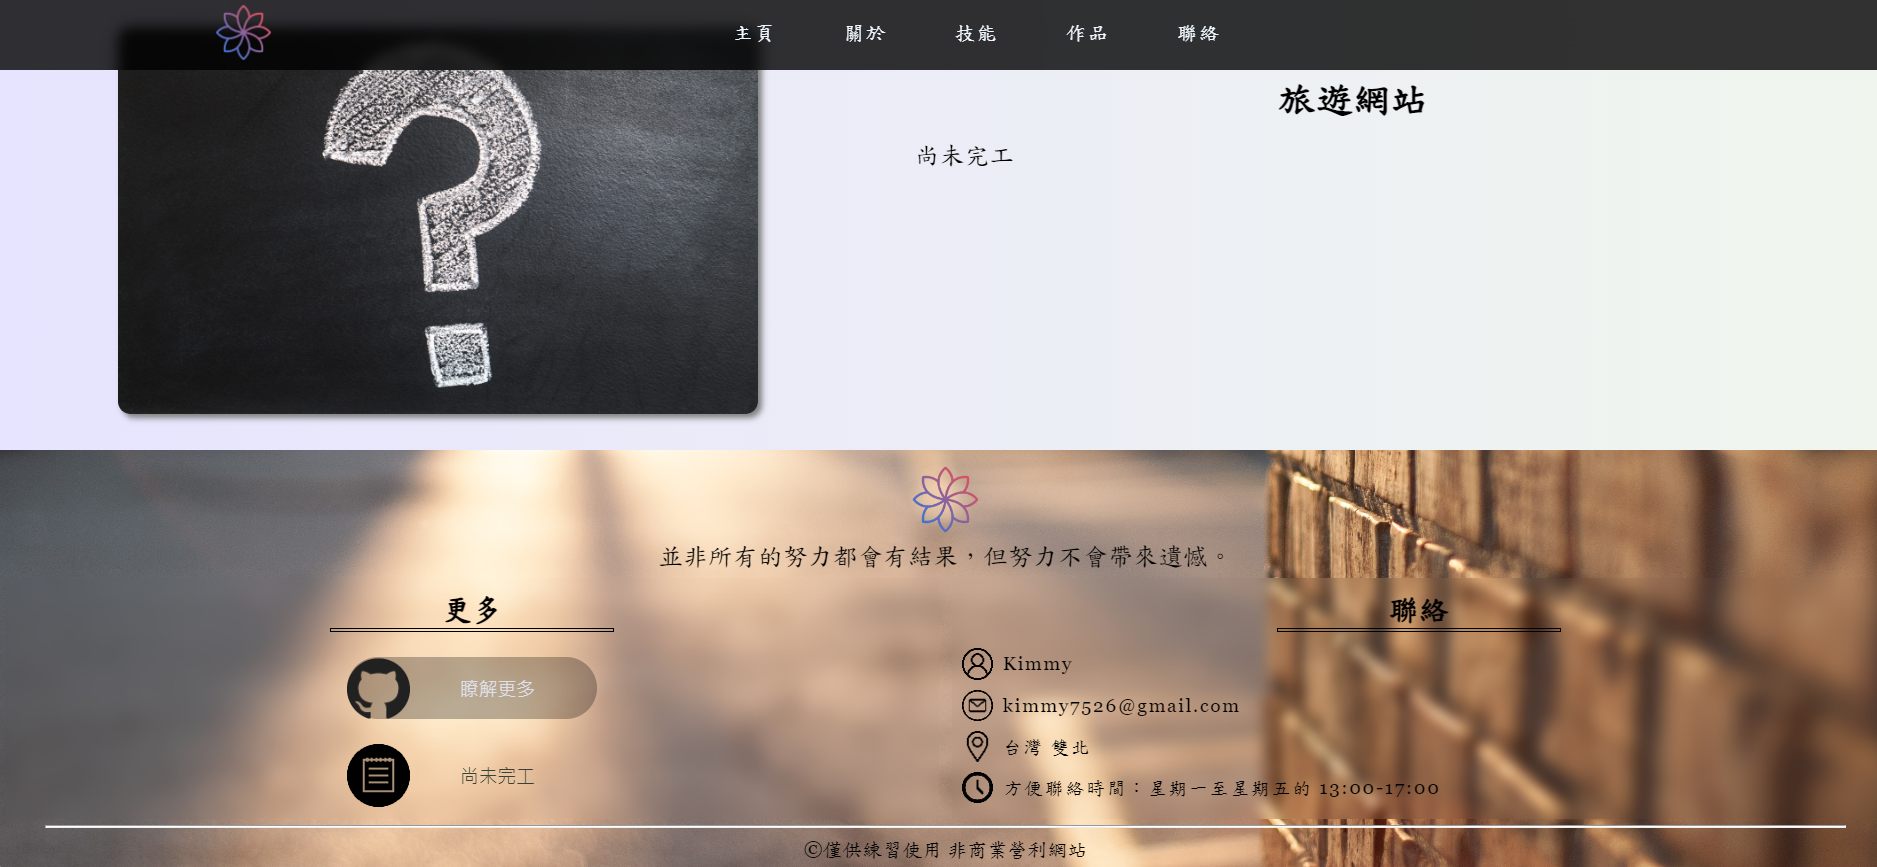 主頁 關於 技能 作品 聯絡
旅遊網站
尚未完工
並非所有的努力都會有結果，但努力不會帶來遺憾。
更多
瞭解更多
尚未完工
聯絡
Kimmy
kimmy7526@gmail.com
台灣 雙北
方便聯絡時間：星期一至星期五的 13:00-17:00
©僅供練習使用 非商業營利網站